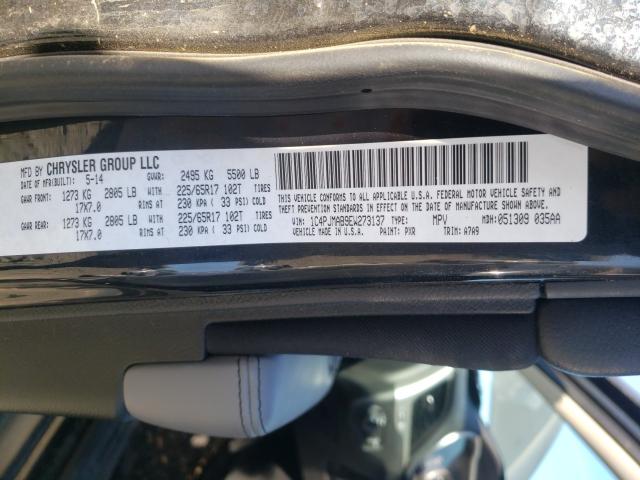 MFD BY CHRYSLER GROUP LLC
DATE OF MFR(BUILT): 5-14 GVWR: 2495 KG 5500 LB
GAWR FRONT: 1273 KG 2805 LB WITH 225/65R17 102T TIRES
17X7.0 RIMS AT 230 KPA ( 33 PSI) COLD
GAWR REAR: 1273 KG 2805 LB WITH 225/65R17 102T TIRES
17X7.0 RIMS AT 230 KPA ( 33 PSI) COLD
THIS VEHICLE CONFORMS TO ALL APPLICABLE U.S.A. FEDERAL MOTOR VEHICLE SAFETY AND
THEFT PREVENTION STANDARDS IN EFFECT ON THE DATE OF MANUFACTURE SHOWN ABOVE.
VIN: 1C4PJMAB9EW273137 TYPE: MPV MDH: 051309 035AA
VEHICLE MADE IN U.S.A. PAINT: PXR TRIM: A7A9